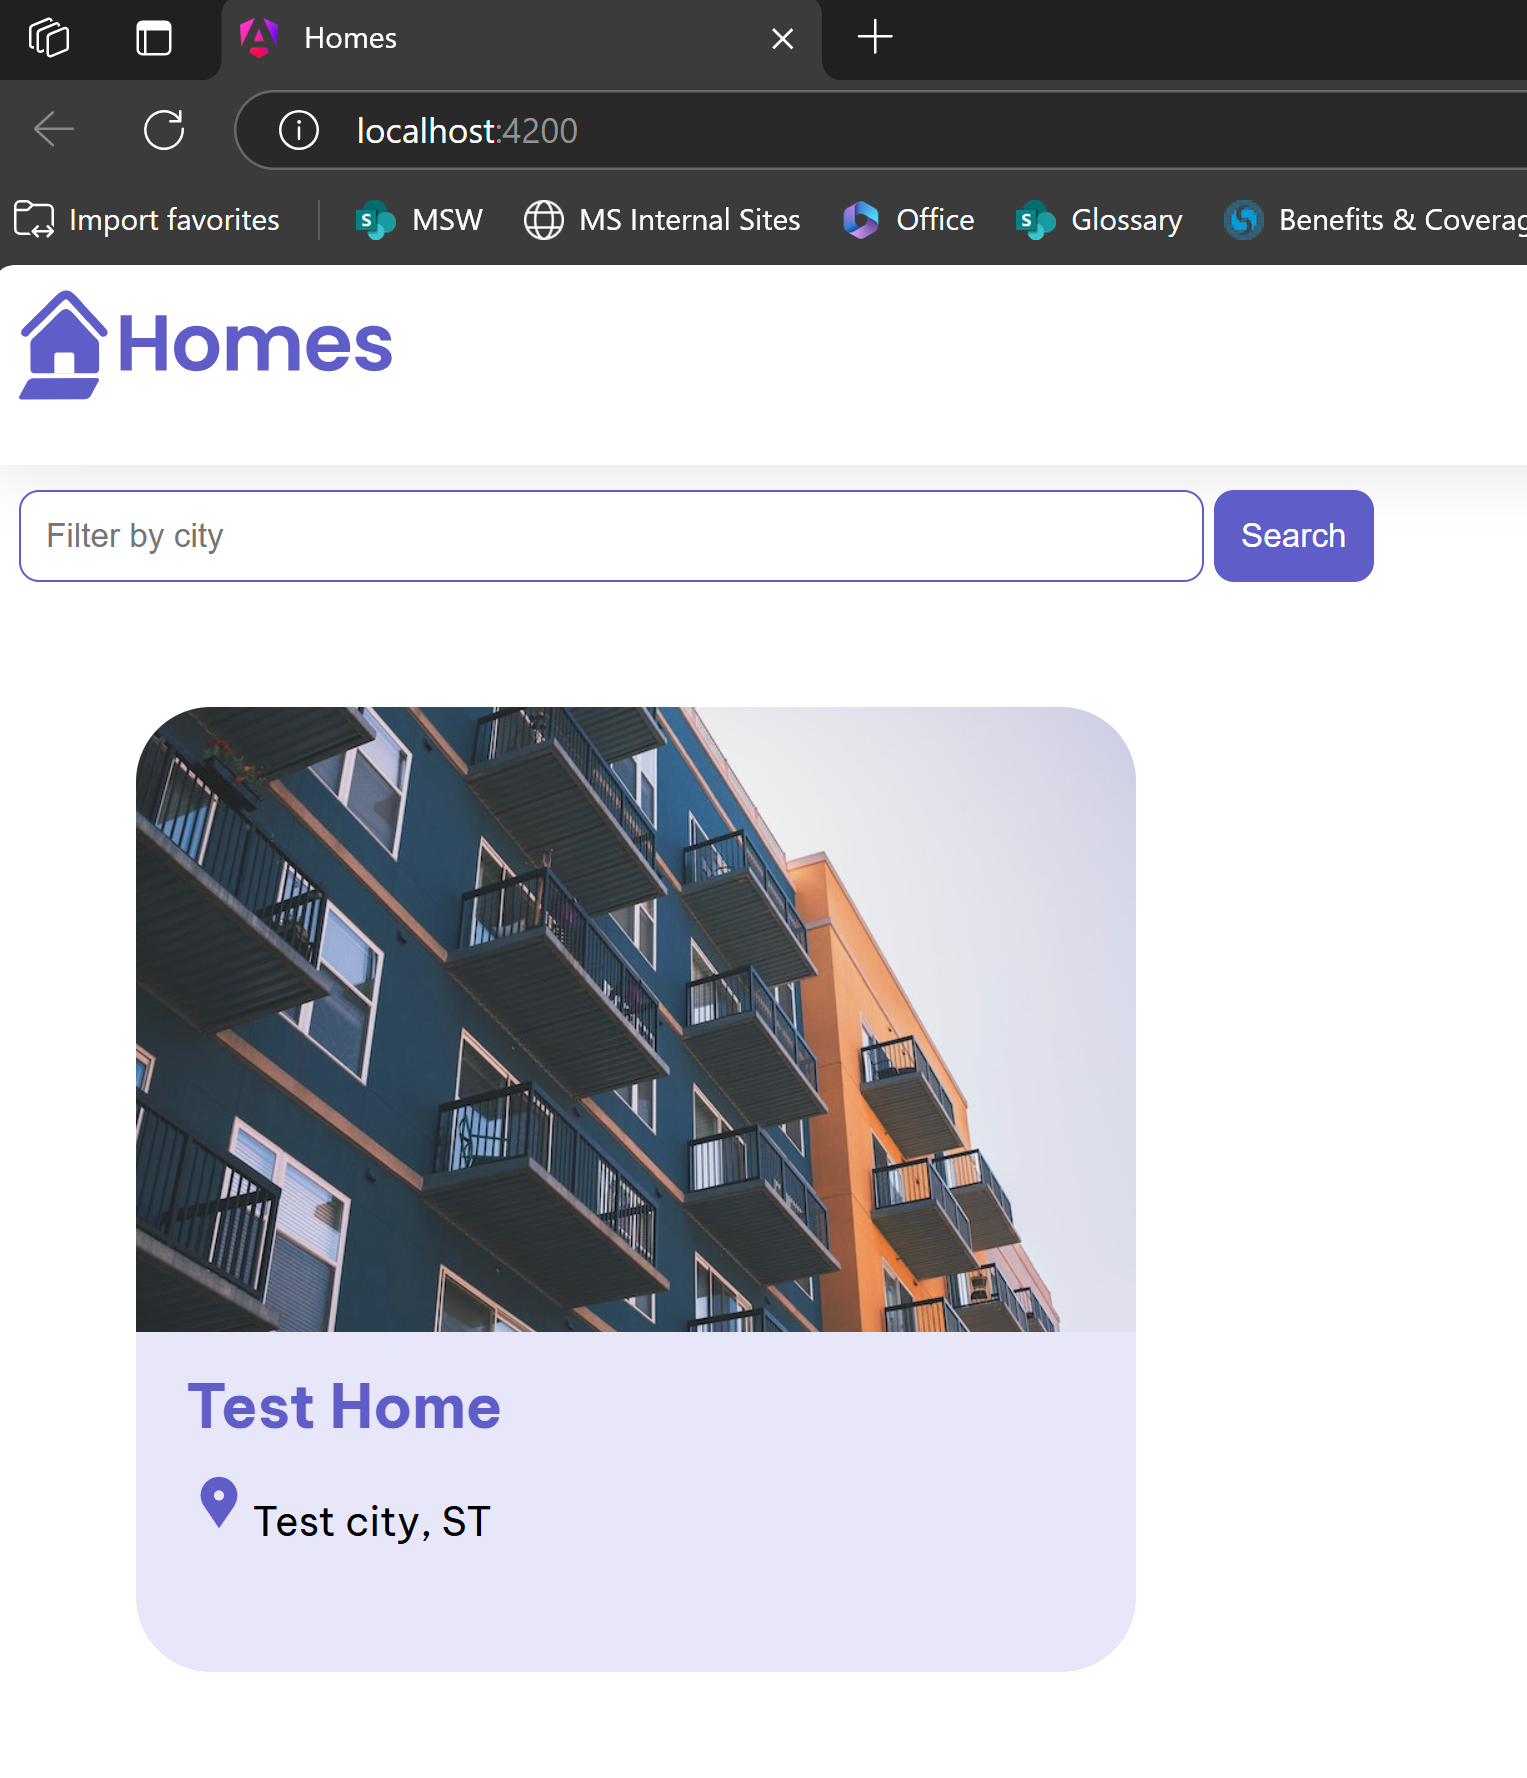 Homes
localhost:4200
Import favorites
MSW
MS Internal Sites
Office
Glossary
Benefits &
Homes
Filter by city
Search
Test Home
Test city, ST